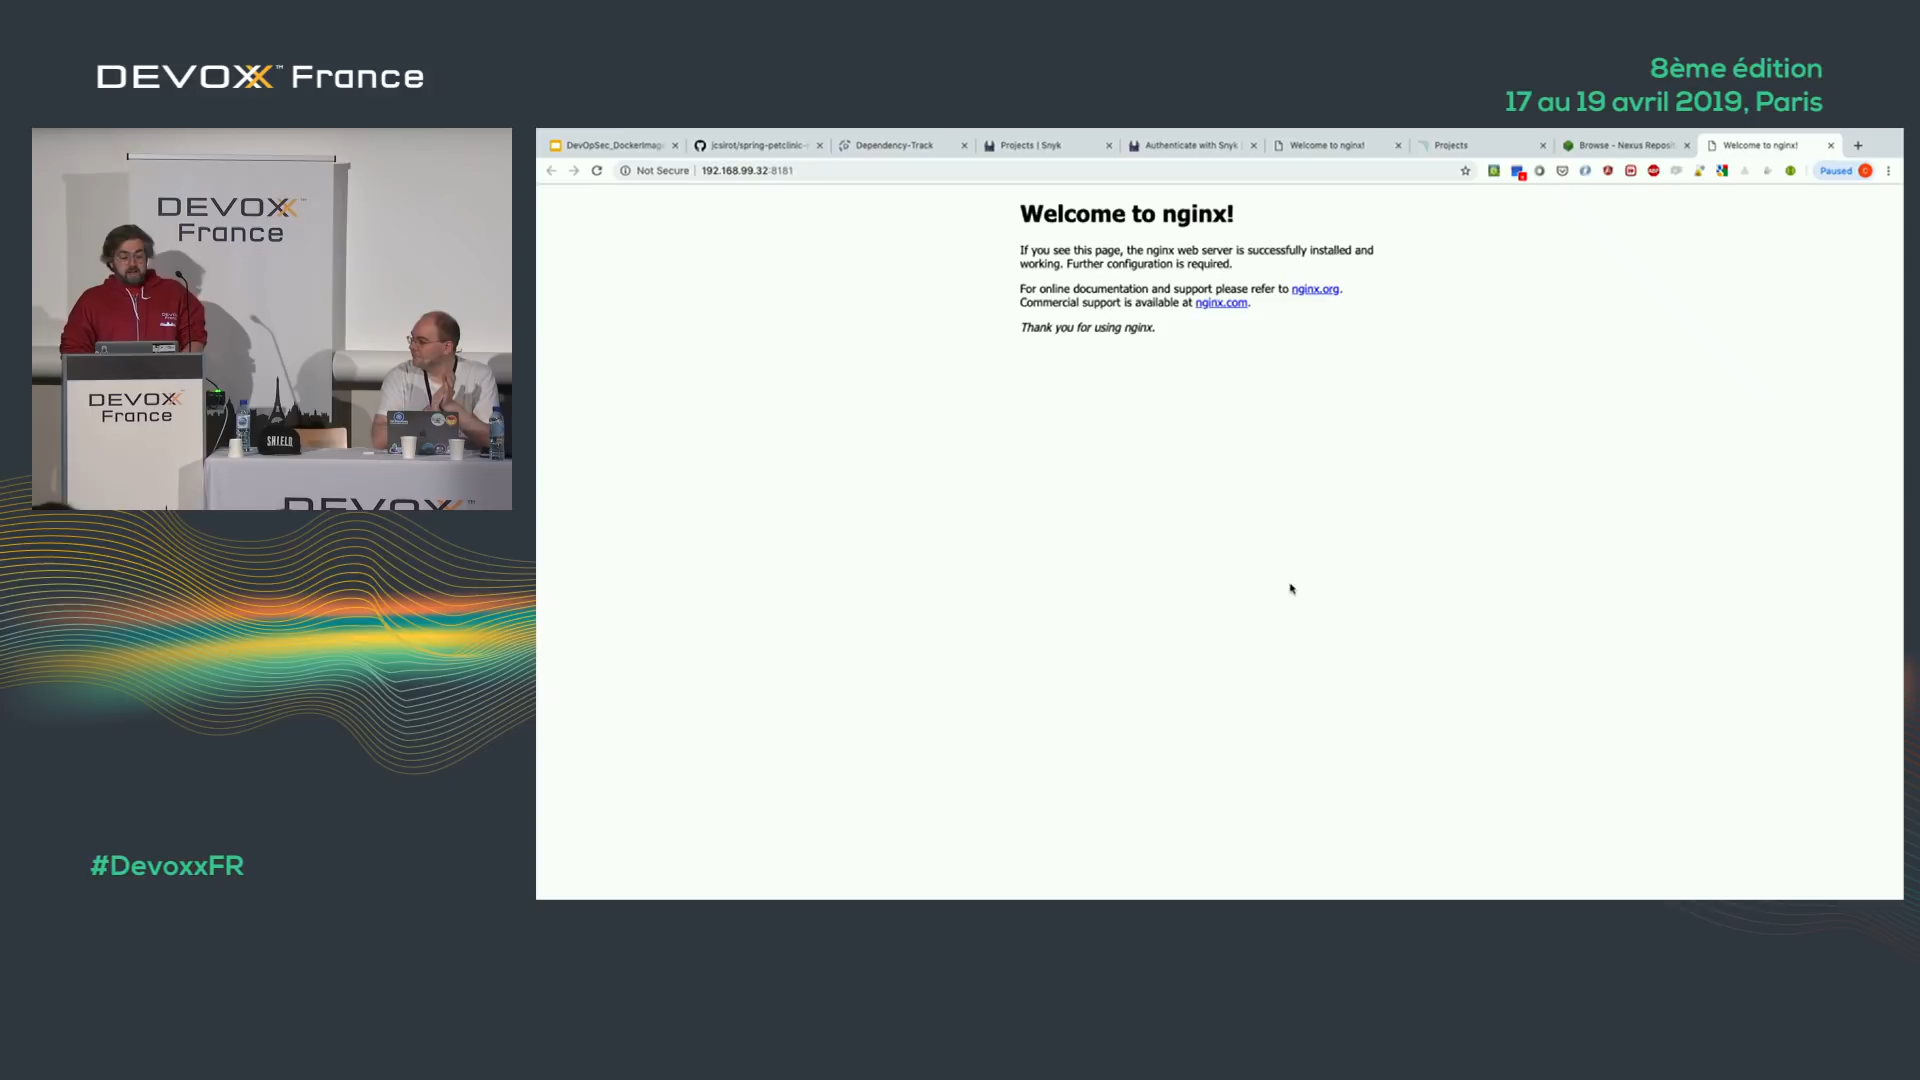 DEVOXX™ France
8ème édition
17 au 19 avril 2019, Paris
DEVOXX
France
DEVOXX
France
SHIELD
DEVOXX™
DevOpSec_DockerImag
jcsirot/spring-petclinic-
Dependency-Track
Projects | Snyk
Authenticate with Snyk
Welcome to nginx!
Projects
Browse - Nexus Reposit
Welcome to nginx!
Not Secure
192.168.99.32:8181
Paused
Welcome to nginx!
If you see this page, the nginx web server is successfully installed and
working. Further configuration is required.
For online documentation and support please refer to nginx.org.
Commercial support is available at nginx.com.
Thank you for using nginx.
#DevoxxFR